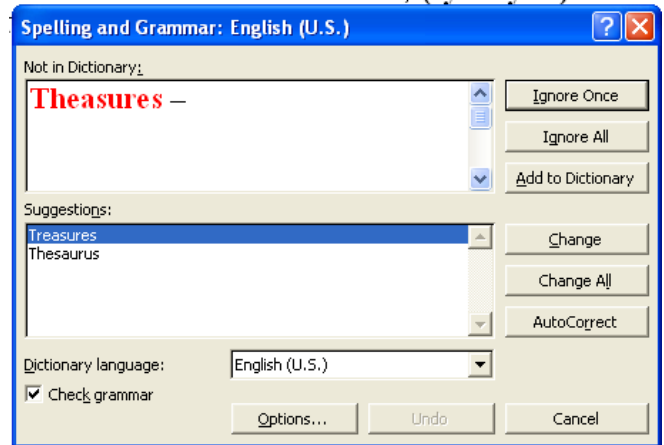 Spelling and Grammar: English (U.S.)
Not in Dictionary:
Theasures –
Ignore Once
Ignore All
Add to Dictionary
Suggestions:
Treasures
Thesaurus
Change
Change All
AutoCorrect
Dictionary language: English (U.S.)
Check grammar
Options... Undo Cancel